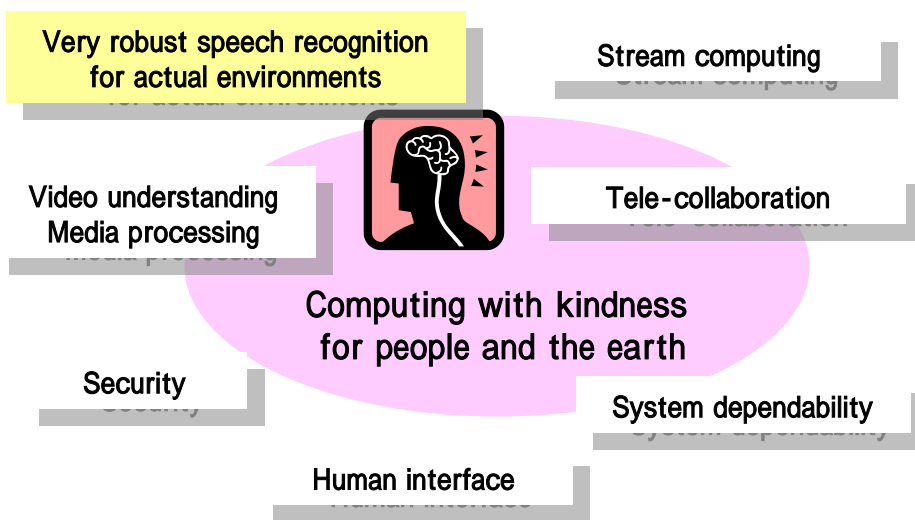 Very robust speech recognition
for actual environments
Stream computing
Video understanding
Media processing
Tele-collaboration
Computing with kindness
for people and the earth
Security
System dependability
Human interface